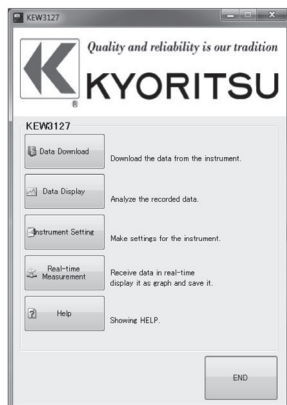 KEW3127
Quality and reliability is our tradition
KYORITSU
®
KEW3127
Data Download
Download the data from the instrument.
Data Display
Analyze the recorded data.
Instrument Setting
Make settings for the instrument.
Real-time
Measurement
Receive data in real-time
display it as graph and save it.
Help
Showing HELP.
END